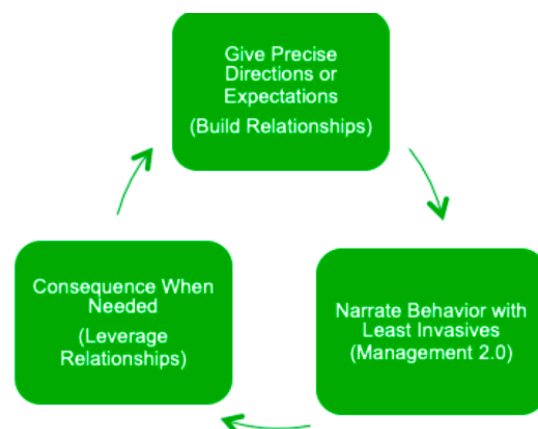 Give Precise
Directions or
Expectations
(Build Relationships)
Narrate Behavior with
Least Invasives
(Management 2.0)
Consequence When
Needed
(Leverage
Relationships)